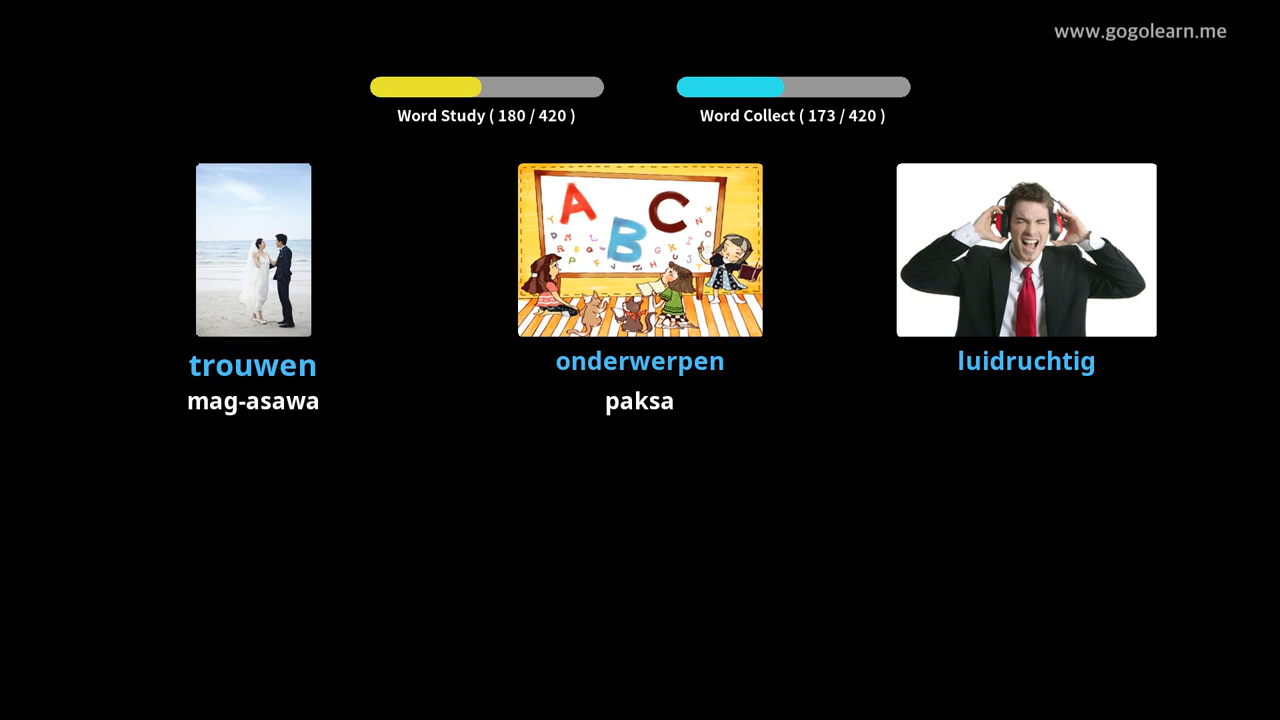 www.gogolearn.me
Word Study ( 180 / 420 )
Word Collect ( 173 / 420 )
A B C
trouwen
onderwerpen
luidruchtig
mag-asawa
paksa